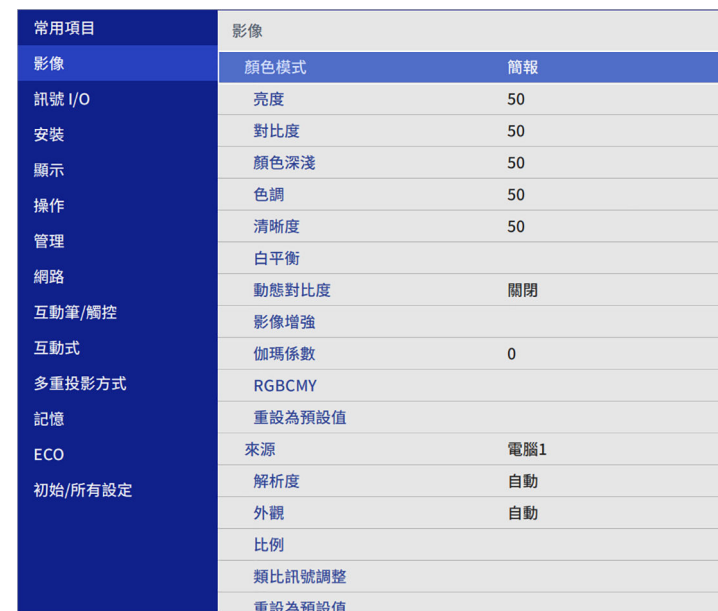 常用項目
影像
訊號 I/O
安裝
顯示
操作
管理
網路
互動筆/觸控
互動式
多重投影方式
記憶
ECO
初始/所有設定
影像
顏色模式 簡報
亮度 50
對比度 50
顏色深淺 50
色調 50
清晰度 50
白平衡
動態對比度 關閉
影像增強
伽瑪係數 0
RGBCMY
重設為預設值
來源 電腦1
解析度 自動
外觀 自動
比例
類比訊號調整
重設為預設值